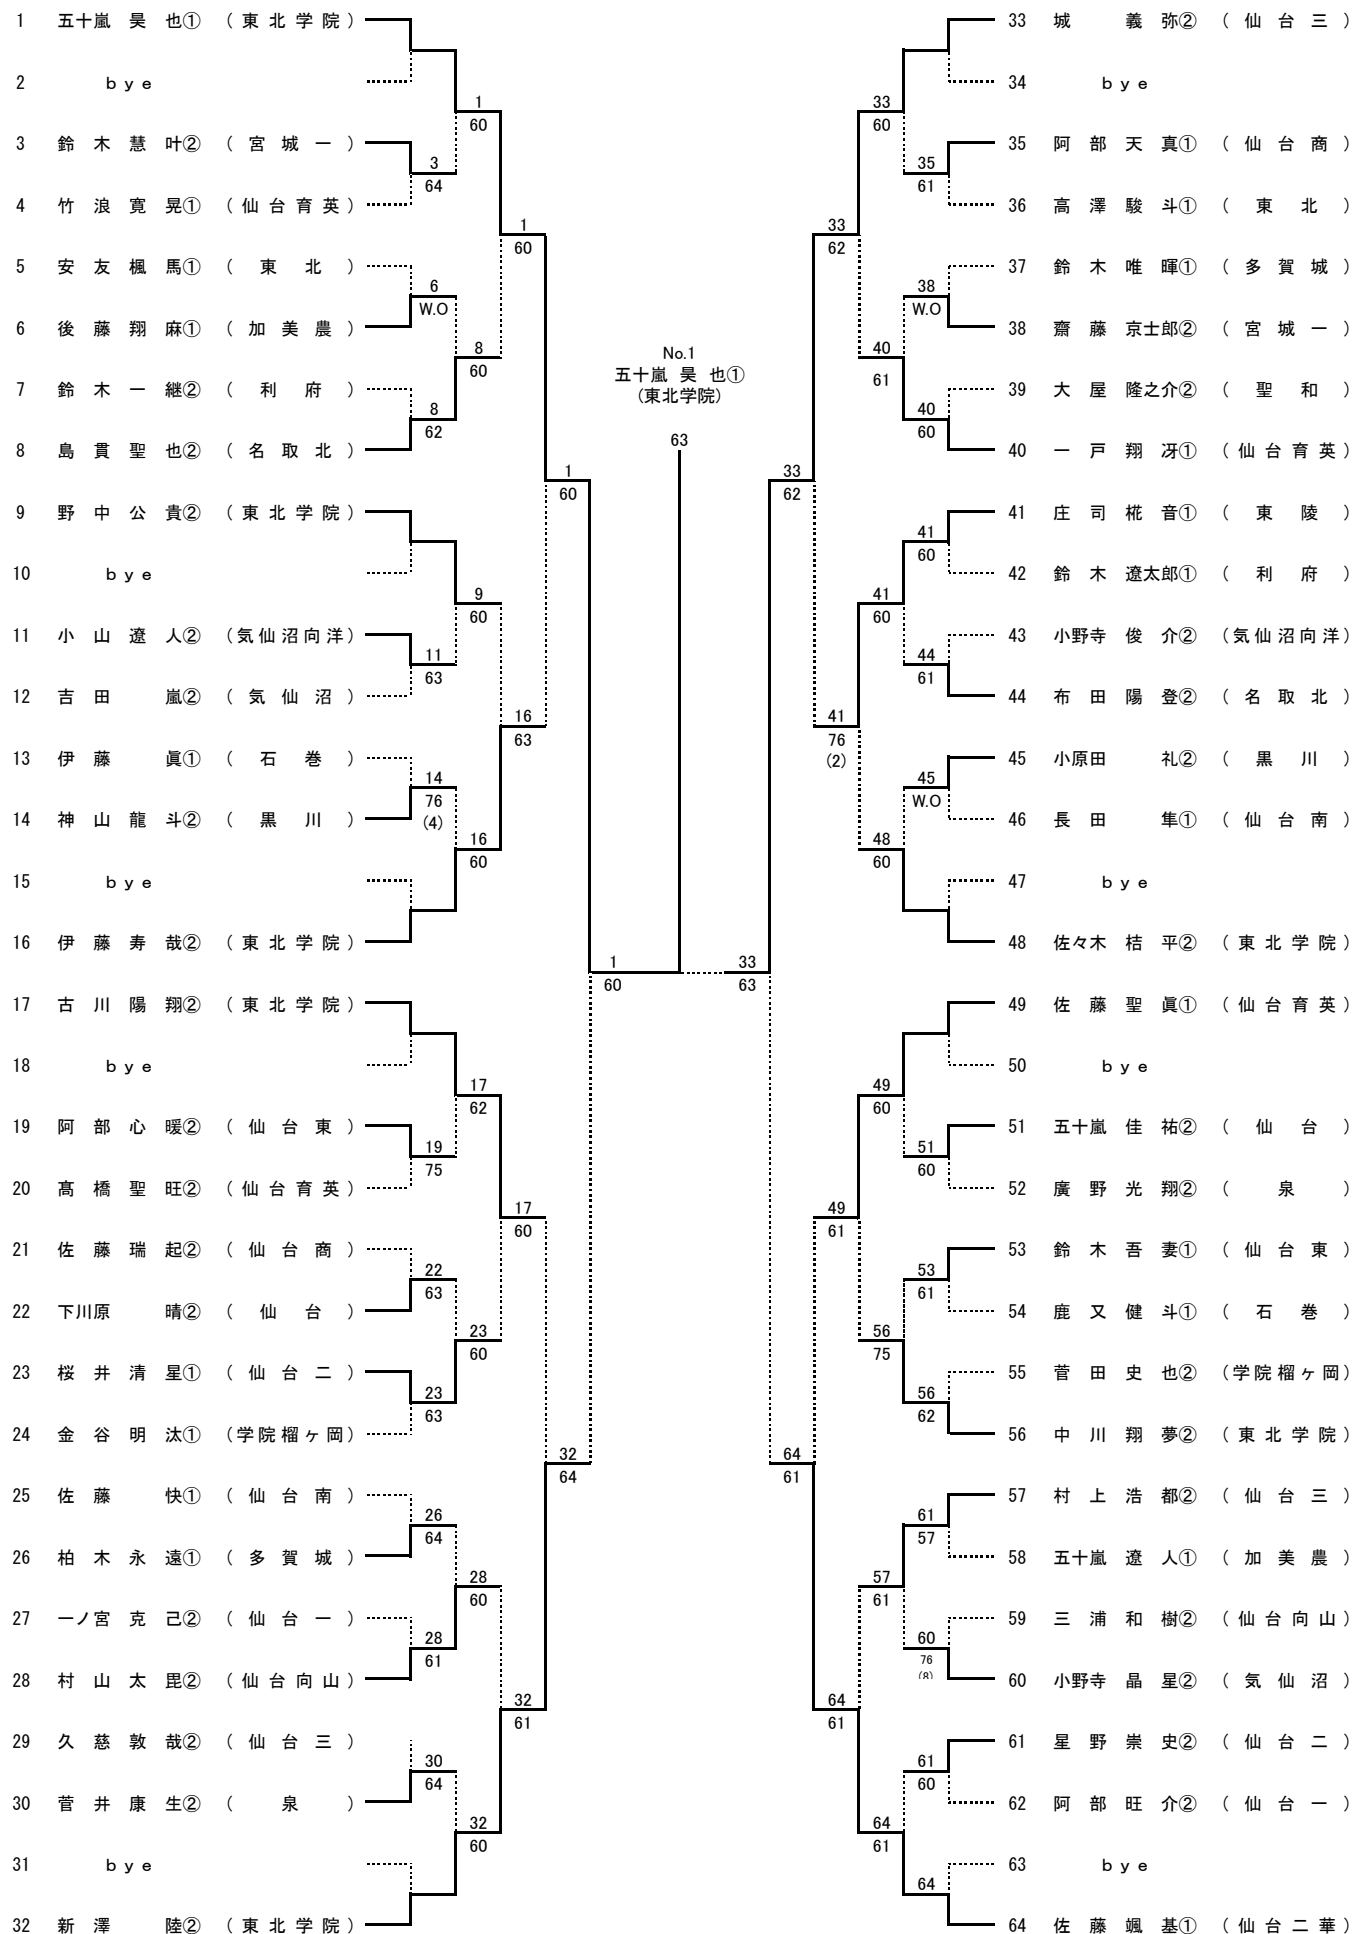 1 五十嵐 昊 也① （東北学院）
2 ｂｙｅ
1
60
3 鈴木慧叶② （宮城一）
3
64
4 竹浪寛晃① （仙台育英）
1
60
5 安友楓馬① （東北）
6
W.O
6 後藤翔麻① （加美農）
8
60
7 鈴木一継② （利府）
8
62
8 島貫聖也② （名取北）
1
60
9 野中公貴② （東北学院）
10 ｂｙｅ
9
60
11 小山遼人② （気仙沼向洋）
11
63
12 吉田 嵐② （気仙沼）
16
63
13 伊藤 眞① （石巻）
14
76
(4)
14 神山龍斗② （黒川）
16
60
15 ｂｙｅ
16 伊藤寿哉② （東北学院）
1
60
17 古川陽翔② （東北学院）
18 ｂｙｅ
17
62
19 阿部心暖② （仙台東）
19
75
20 髙橋聖旺② （仙台育英）
17
60
21 佐藤瑞起② （仙台商）
22
63
22 下川原 晴② （仙台）
23
60
23 桜井清星① （仙台二）
23
63
24 金谷明汰① （学院榴ヶ岡）
32
64
25 佐藤 快① （仙台南）
26
64
26 柏木永遠① （多賀城）
28
60
27 一ノ宮 克己② （仙台一）
28
61
28 村山太毘② （仙台向山）
32
61
29 久慈敦哉② （仙台三）
30
64
30 菅井康生② （泉）
32
60
31 ｂｙｅ
32 新澤 陸② （東北学院）
No.1
五十嵐 昊 也①
(東北学院)
63
33 城 義弥② （仙台三）
34 ｂｙｅ
33
60
35 阿部天真① （仙台商）
35
61
36 高澤駿斗① （東北）
33
62
37 鈴木唯暉① （多賀城）
38
W.O
38 齋藤 京士郎② （宮城一）
40
61
39 大屋 隆之介② （聖和）
40
60
40 一戸翔冴① （仙台育英）
33
62
41 庄司椛音① （東陵）
41
60
42 鈴木 遼太郎① （利府）
41
60
43 小野寺 俊介② （気仙沼向洋）
44
61
44 布田陽登② （名取北）
41
76
(2)
45 小原田 礼② （黒川）
45
W.O
46 長田 隼① （仙台南）
48
60
47 ｂｙｅ
48 佐々木 桔平② （東北学院）
33
63
49 佐藤聖眞① （仙台育英）
50 ｂｙｅ
49
60
51 五十嵐 佳祐② （仙台）
51
60
52 廣野光翔② （泉）
49
61
53 鈴木吾妻① （仙台東）
53
61
54 鹿又健斗① （石巻）
56
75
55 菅田史也② （学院榴ヶ岡）
56
62
56 中川翔夢② （東北学院）
64
61
57 村上浩都② （仙台三）
61
57
58 五十嵐 遼人① （加美農）
57
61
59 三浦和樹② （仙台向山）
60
76
(8)
60 小野寺 晶星② （気仙沼）
64
61
61 星野崇史② （仙台二）
61
60
62 阿部旺介② （仙台一）
64
61
63 ｂｙｅ
64
64 佐藤颯基① （仙台二華）